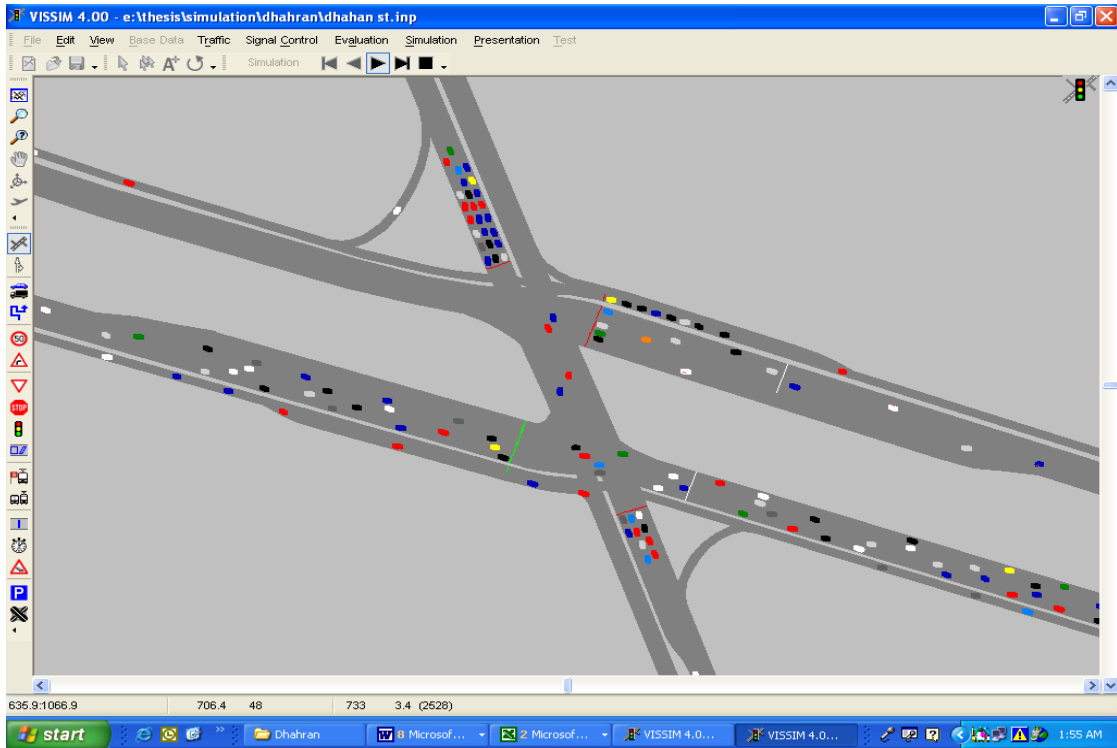 VISSIM 4.00 - e:\thesis\simulation\dhahran\dhahan st.inp
File Edit View Base Data Traffic Signal Control Evaluation Simulation Presentation Test
Simulation
50
STOP
P
635.9:1066.9 706.4 48 733 3.4 (2528)
start Dhahran 8 Microsof... 2 Microsof... VISSIM 4.0... VISSIM 4.0... 1:55 AM